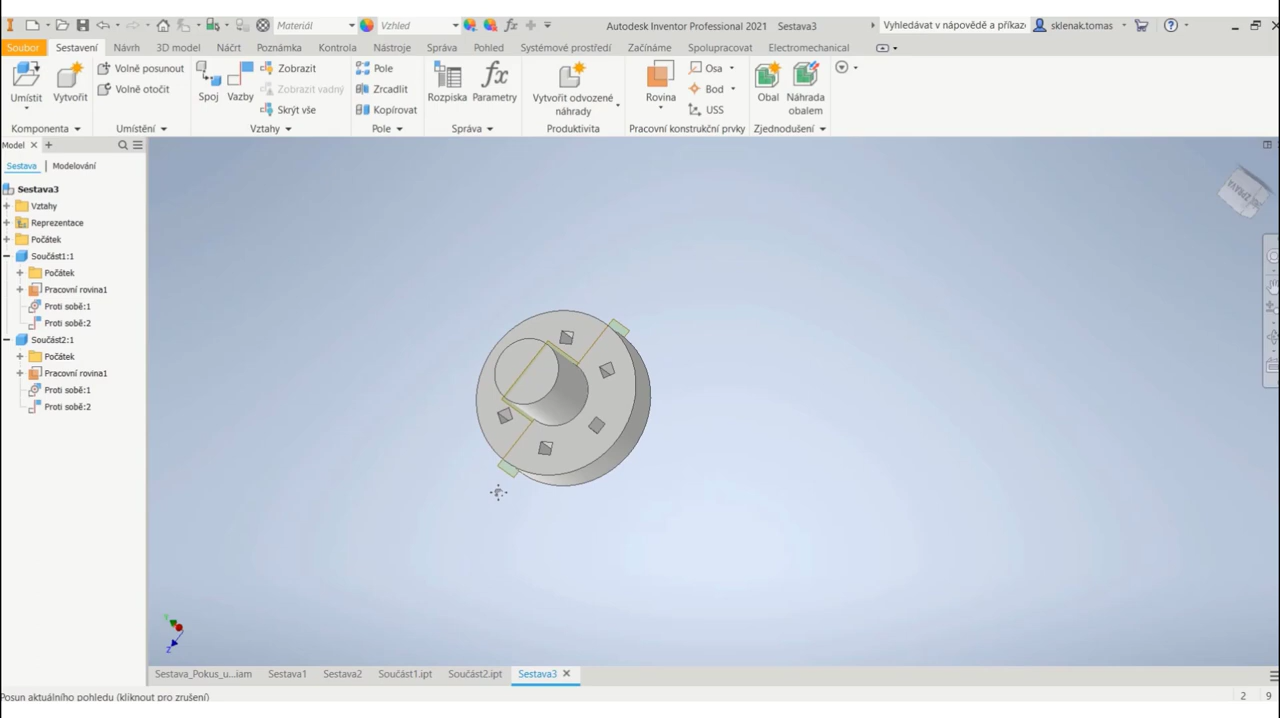 Materiál Vzhled fx Autodesk Inventor Professional 2021 Sestava3 Vyhledávat v nápovědě a příkaz sklenak.tomas
Soubor Sestavení Návrh 3D model Náčrt Poznámka Kontrola Nástroje Správa Pohled Systémové prostředí Začínáme Spolupracovat Electromechanical
Umístit Vytvořit
Volně posunout
Volně otočit
Spoj Vazby
Zobrazit
Zobrazit vadný
Skrýt vše
Pole
Zrcadlit
Kopírovat
Rozpiska
fx
Parametry
Vytvořit odvozené
náhrady
Rovina
Osa
Bod
USS
Obal
Náhrada
obalem
Komponenta Umístění Vztahy Pole Správa Produktivita Pracovní konstrukční prvky Zjednodušení
Model
Sestava Modelování
Sestava3
Vztahy
Reprezentace
Počátek
Součást1:1
Počátek
Pracovní rovina1
Proti sobě:1
Proti sobě:2
Součást2:1
Počátek
Pracovní rovina1
Proti sobě:1
Proti sobě:2
Z
Sestava_Pokus_u...iam Sestava1 Sestava2 Součást1.ipt Součást2.ipt Sestava3
Posun aktuálního pohledu (kliknout pro zrušení) 2 9